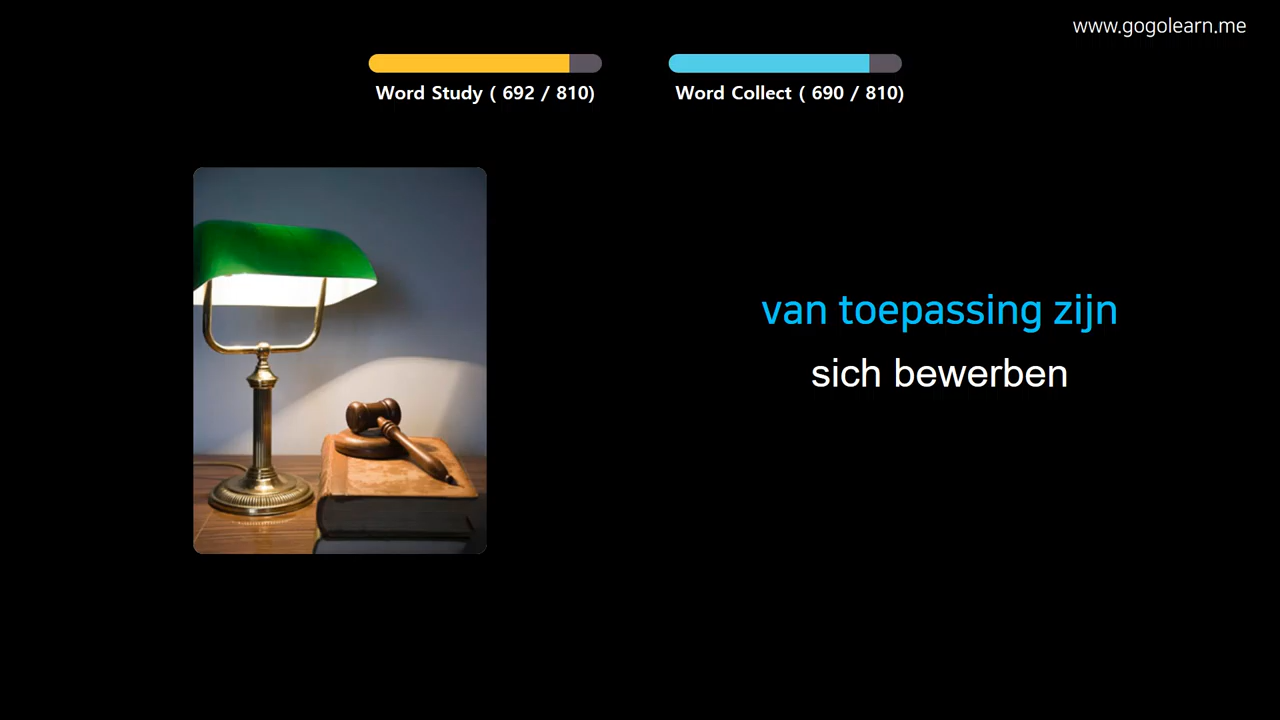 www.gogolearn.me
Word Study ( 692 / 810)
Word Collect ( 690 / 810)
van toepassing zijn
sich bewerben